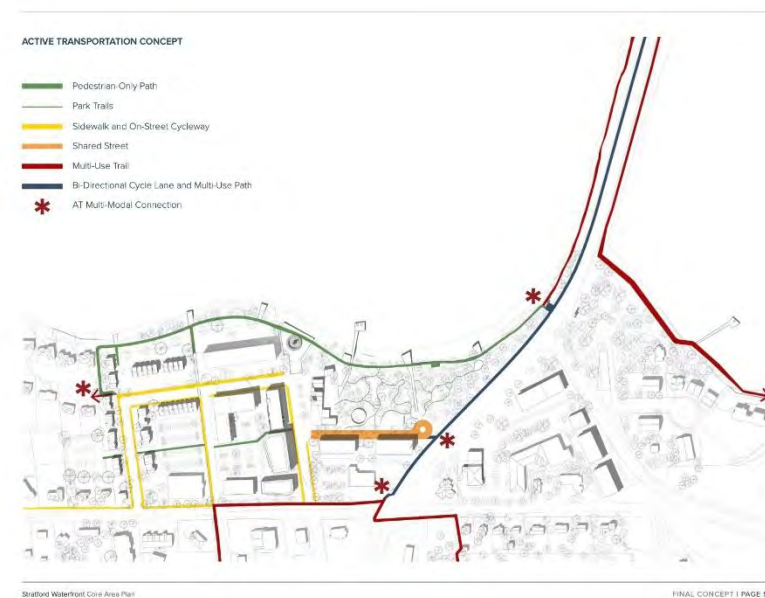 ACTIVE TRANSPORTATION CONCEPT
Pedestrian-Only Path
Park Trails
Sidewalk and On-Street Cycleway
Shared Street
Multi-Use Trail
Bi-Directional Cycle Lane and Multi-Use Path
AT Multi-Modal Connection
Stratford Waterfront Core Area Plan
FINAL CONCEPT | PAGE